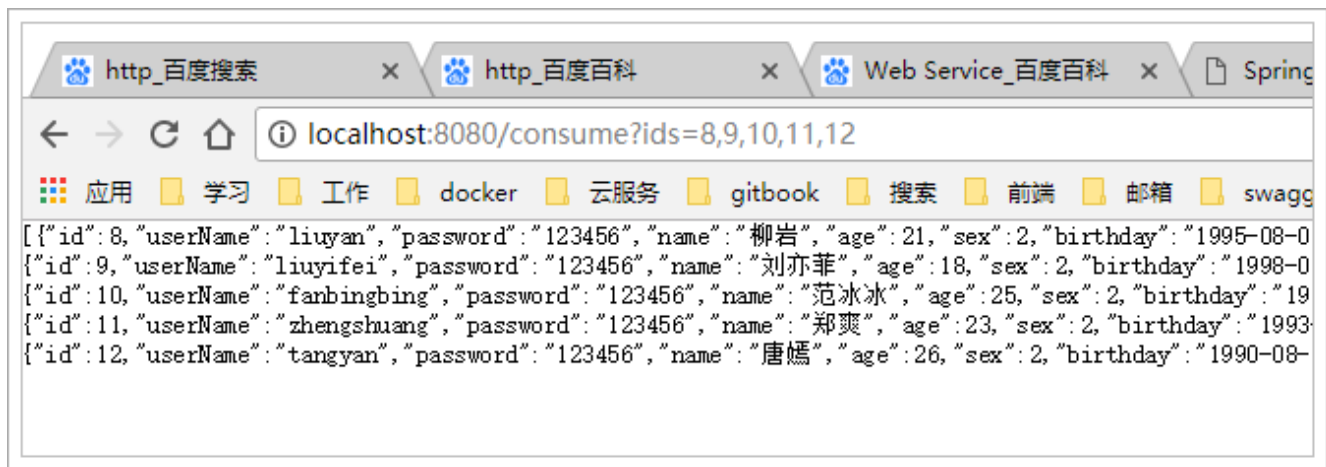 http_百度搜索 × http_百度百科 × Web Service_百度百科 × Spring
localhost:8080/consume?ids=8,9,10,11,12
应用 学习 工作 docker 云服务 gitbook 搜索 前端 邮箱 swagg
[{"id":8,"userName":"liuyan","password":"123456","name":"柳岩","age":21,"sex":2,"birthday":"1995-08-0
{"id":9,"userName":"liuyifei","password":"123456","name":"刘亦菲","age":18,"sex":2,"birthday":"1998-0
{"id":10,"userName":"fanbingbing","password":"123456","name":"范冰冰","age":25,"sex":2,"birthday":"19
{"id":11,"userName":"zhengshuang","password":"123456","name":"郑爽","age":23,"sex":2,"birthday":"1993-
{"id":12,"userName":"tangyan","password":"123456","name":"唐嫣","age":26,"sex":2,"birthday":"1990-08-